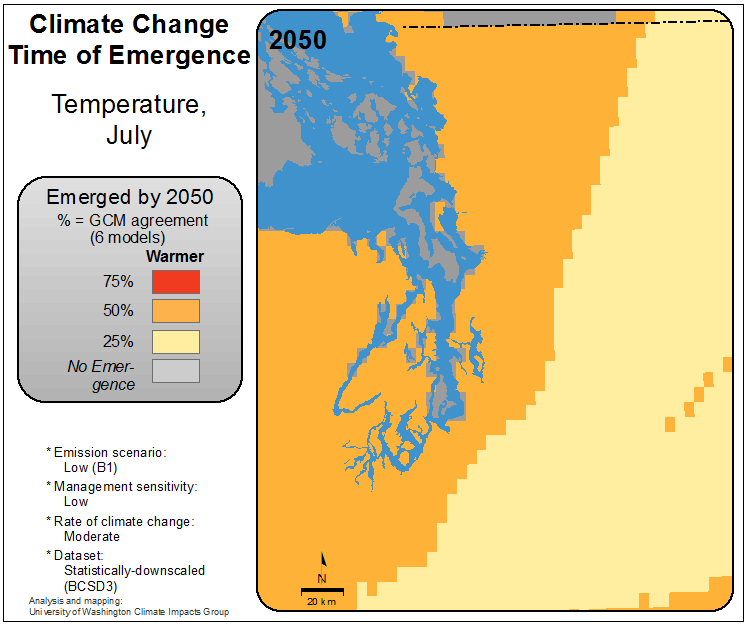 Climate Change
Time of Emergence
Temperature,
July
Emerged by 2050
% = GCM agreement
(6 models)
Warmer
75%
50%
25%
No Emer-
gence
* Emission scenario:
Low (B1)
* Management sensitivity:
Low
* Rate of climate change:
Moderate
* Dataset:
Statistically-downscaled
(BCSD3)
Analysis and mapping:
University of Washington Climate Impacts Group
2050
N
20 km